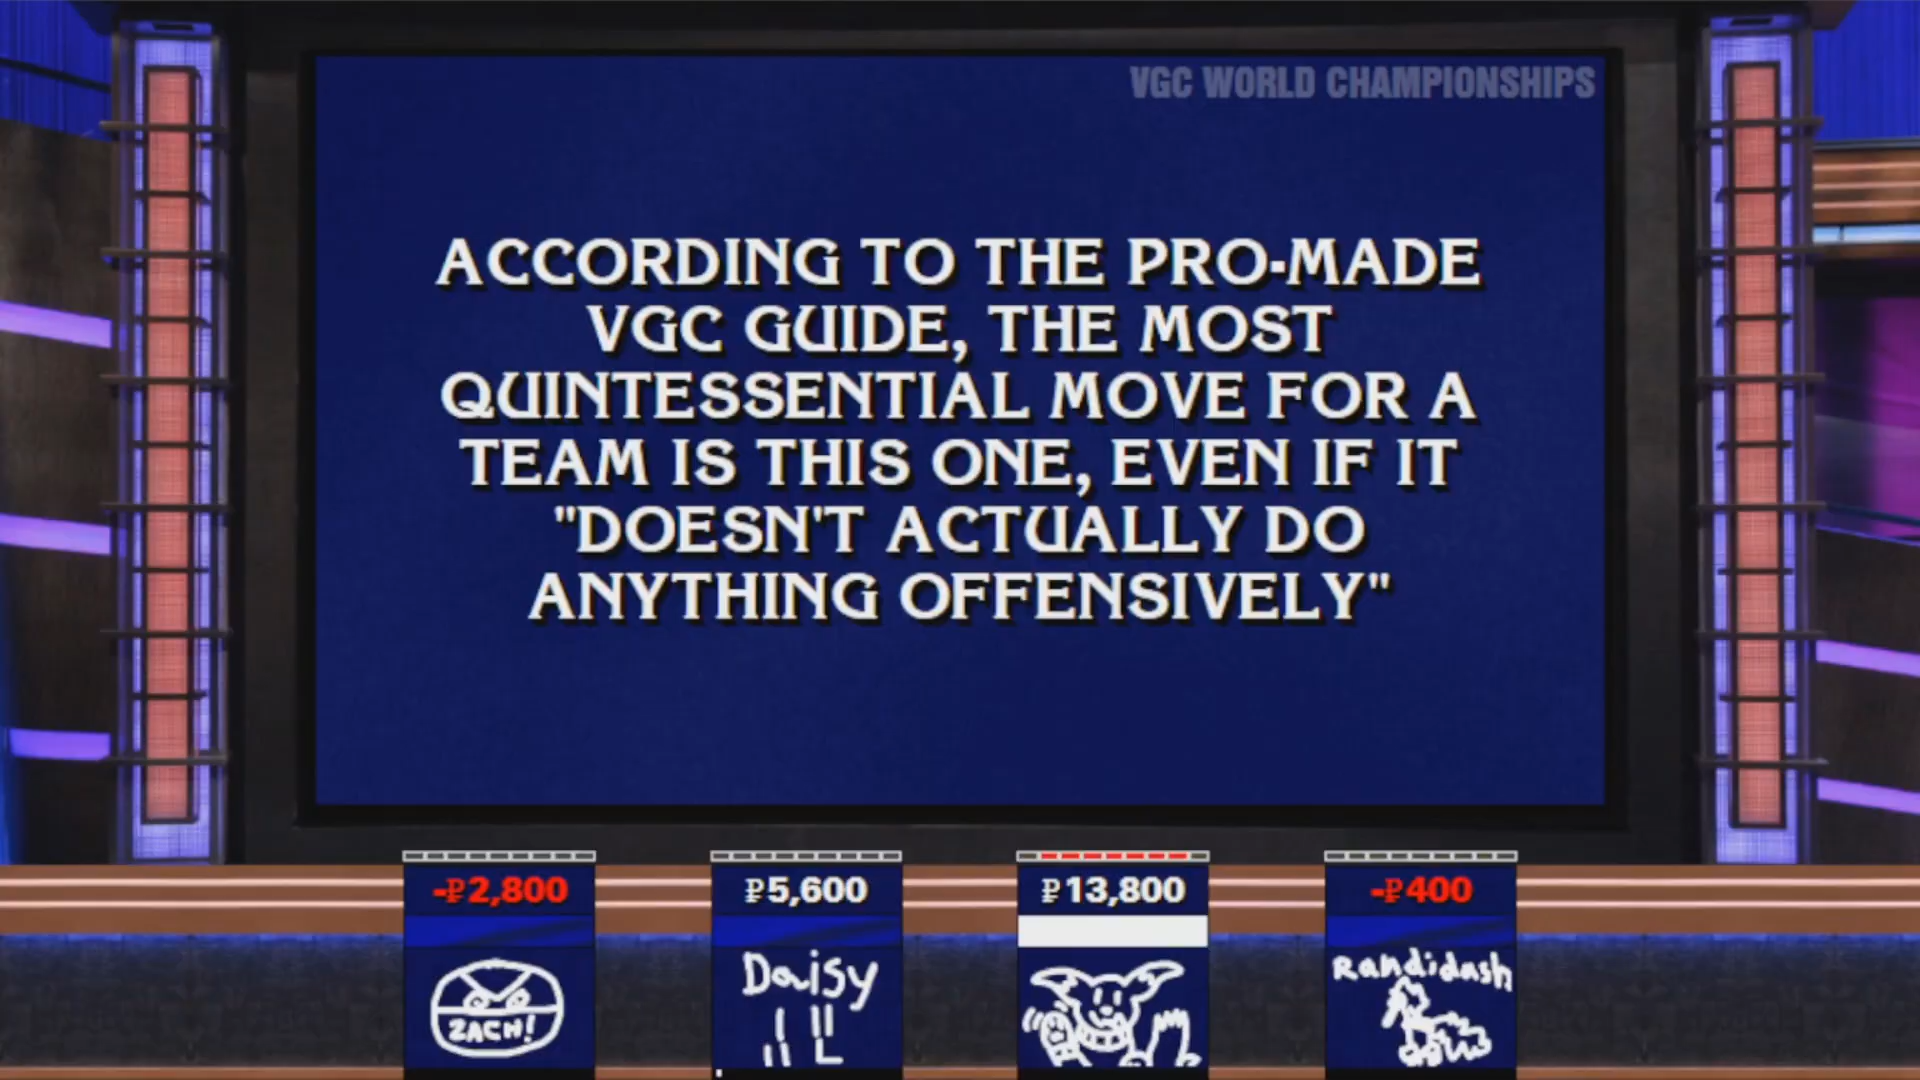 VGC WORLD CHAMPIONSHIPS
ACCORDING TO THE PRO-MADE
VGC GUIDE, THE MOST
QUINTESSENTIAL MOVE FOR A
TEAM IS THIS ONE, EVEN IF IT
"DOESN'T ACTUALLY DO
ANYTHING OFFENSIVELY"
-₽2,800
₽5,600
₽13,800
-₽400
ZACH!
Daisy
Randidash